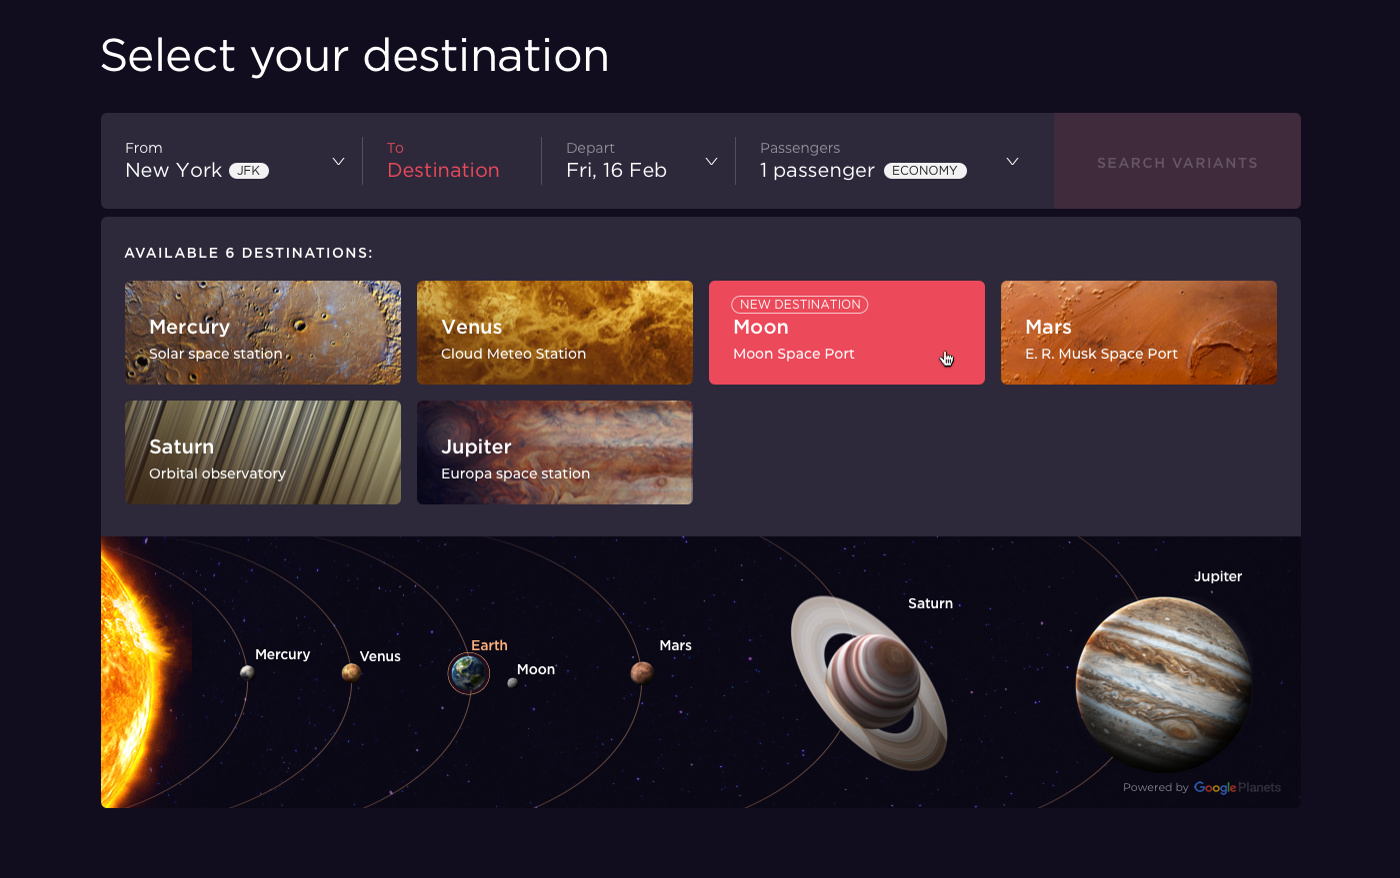 Select your destination
From
New York JFK
To
Destination
Depart
Fri, 16 Feb
Passengers
1 passenger ECONOMY
SEARCH VARIANTS
AVAILABLE 6 DESTINATIONS:
Mercury
Solar space station
Venus
Cloud Meteo Station
NEW DESTINATION
Moon
Moon Space Port
Mars
E. R. Musk Space Port
Saturn
Orbital observatory
Jupiter
Europa space station
Mercury
Venus
Earth
Moon
Mars
Saturn
Jupiter
Powered by Google Planets